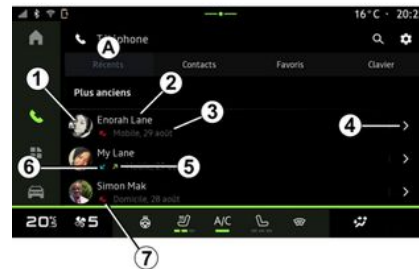 16°C · 20:2
Téléphone
A
Récents Contacts Favoris Clavier
Plus anciens
1 2 3 4
Enorah Lane
Mobile, 29 août
My Lane
6 5
Simon Mak
Domicile, 28 août
20 5 A/C
7